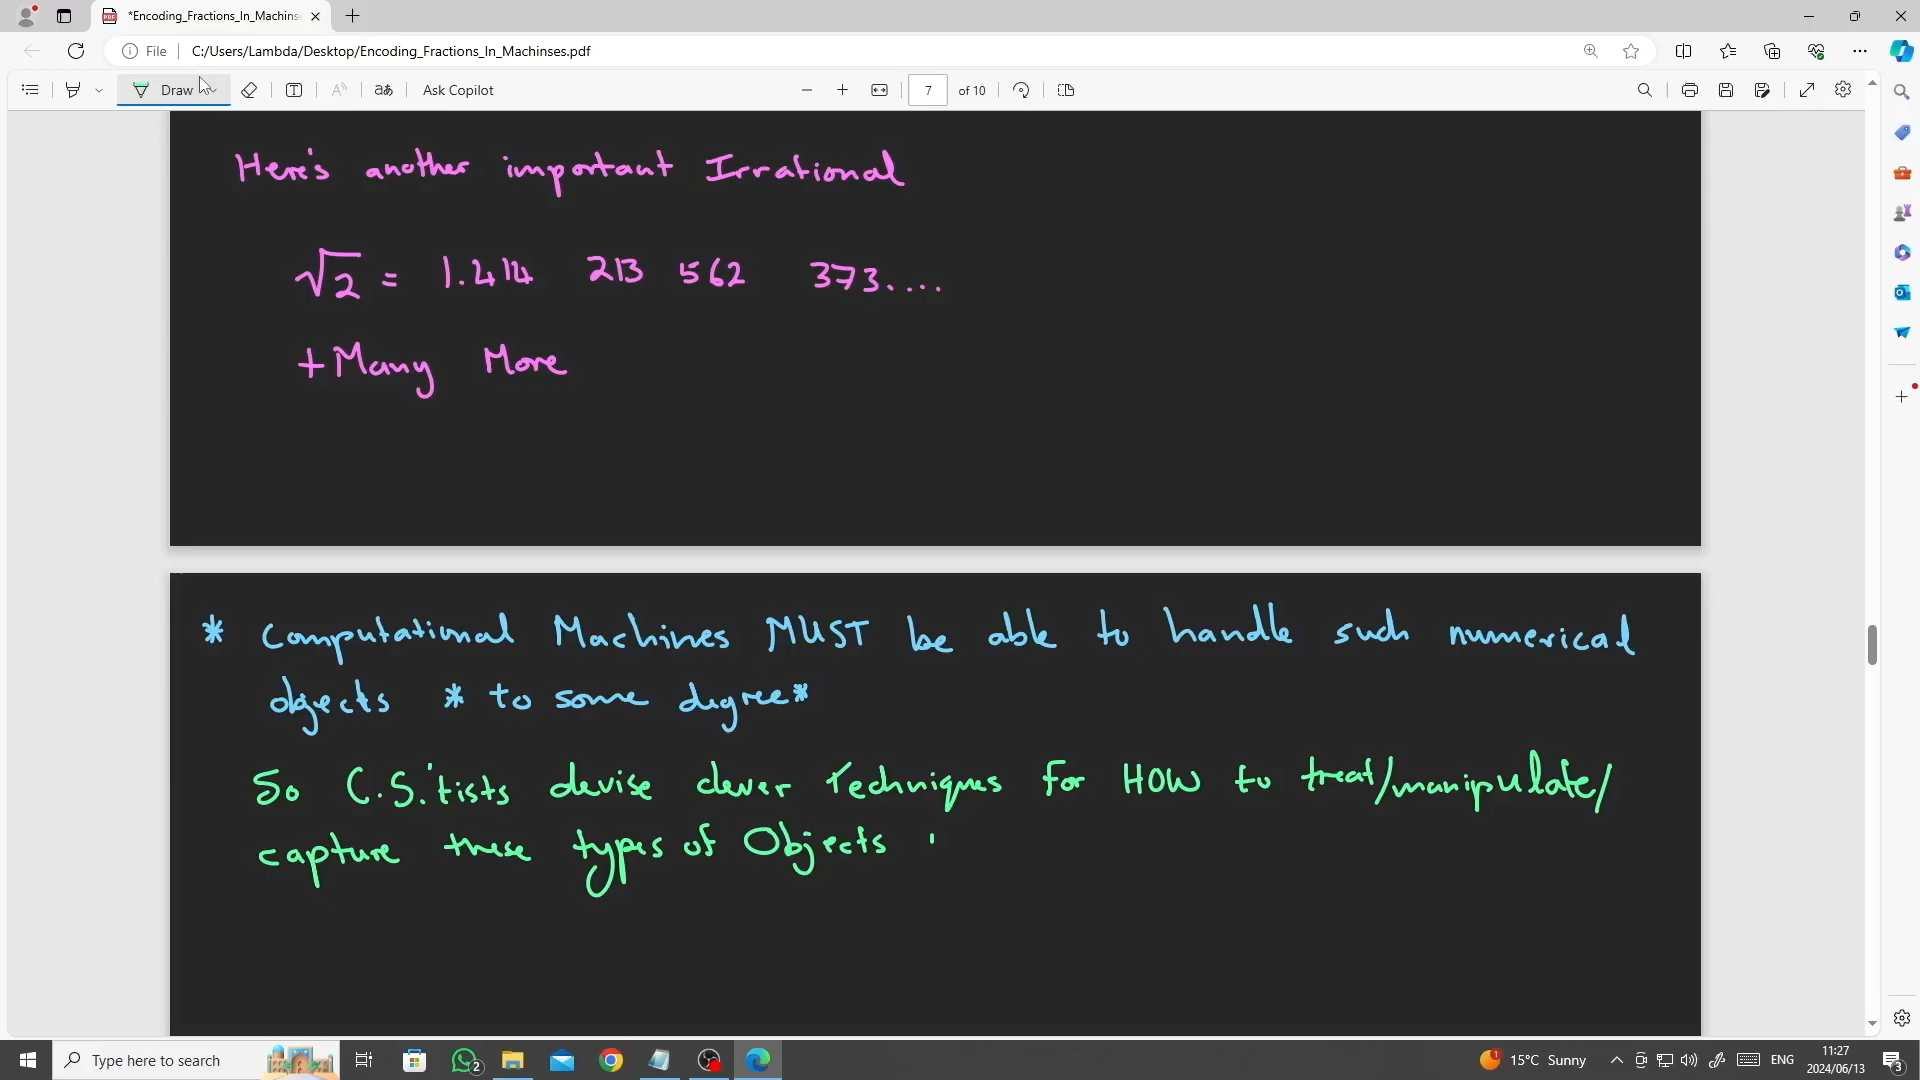 *Encoding_Fractions_In_Machins
File
C:/Users/Lambda/Desktop/Encoding_Fractions_In_Machinses.pdf
Draw
Ask Copilot
7 of 10
Here's another important Irrational
√2 = 1.414 213 562 373....
+Many More
* Computational Machines MUST be able to handle such numerical
objects * to some degree*
So C.S.'tists devise clever Techniques for HOW to treat/manipulate/
capture these types of Objects
Type here to search
2
1
15°C Sunny
ENG
11:27
2024/06/13
3